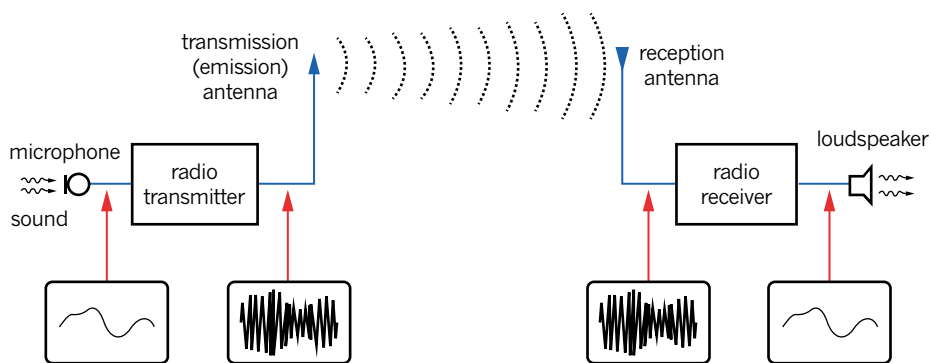 transmission
(emission)
antenna
reception
antenna
microphone
sound
radio
transmitter
radio
receiver
loudspeaker